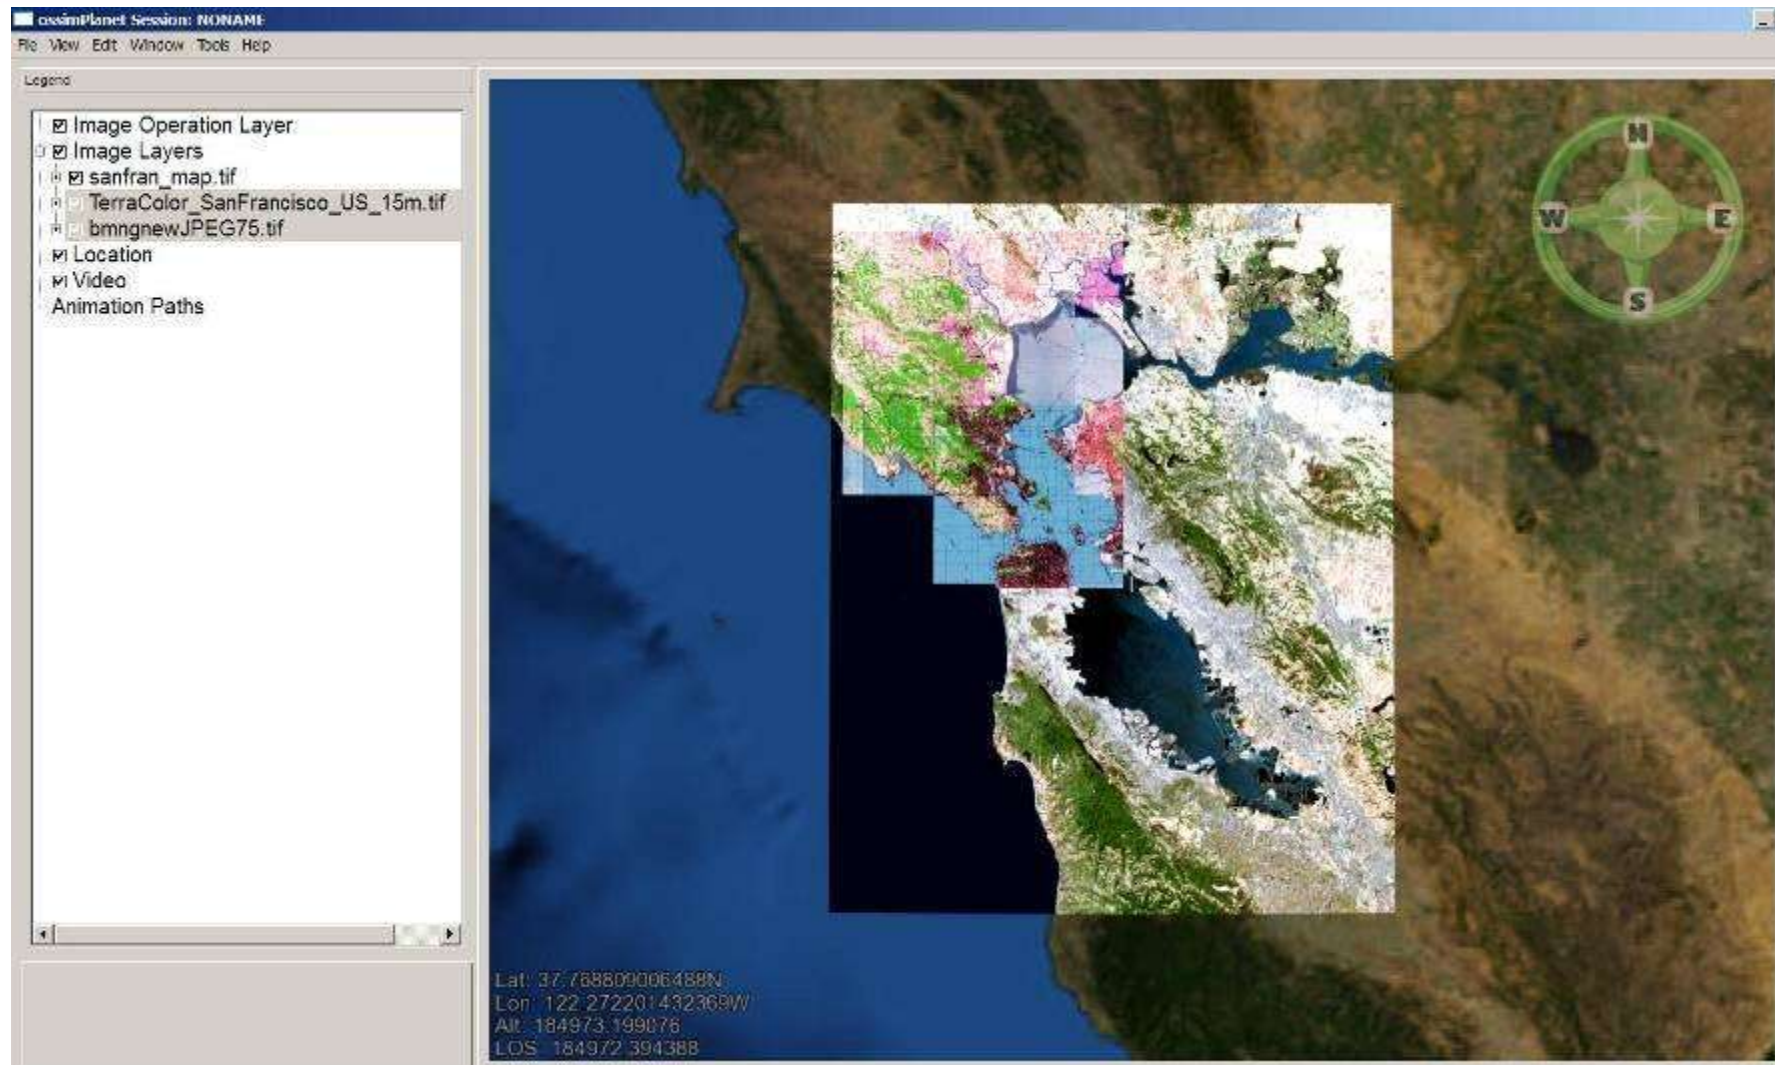 ossimPlanet Session: NONAME
File View Edit Window Tools Help
Legend
Image Operation Layer
Image Layers
sanfran_map.tif
TerraColor_SanFrancisco_US_15m.tif
bmngnewJPEG75.tif
Location
Video
Animation Paths
N
W E
S
Lat: 37.768809006488N
Lon: 122.272201432369W
Alt: 184973.199076
LOS: 184972.394388